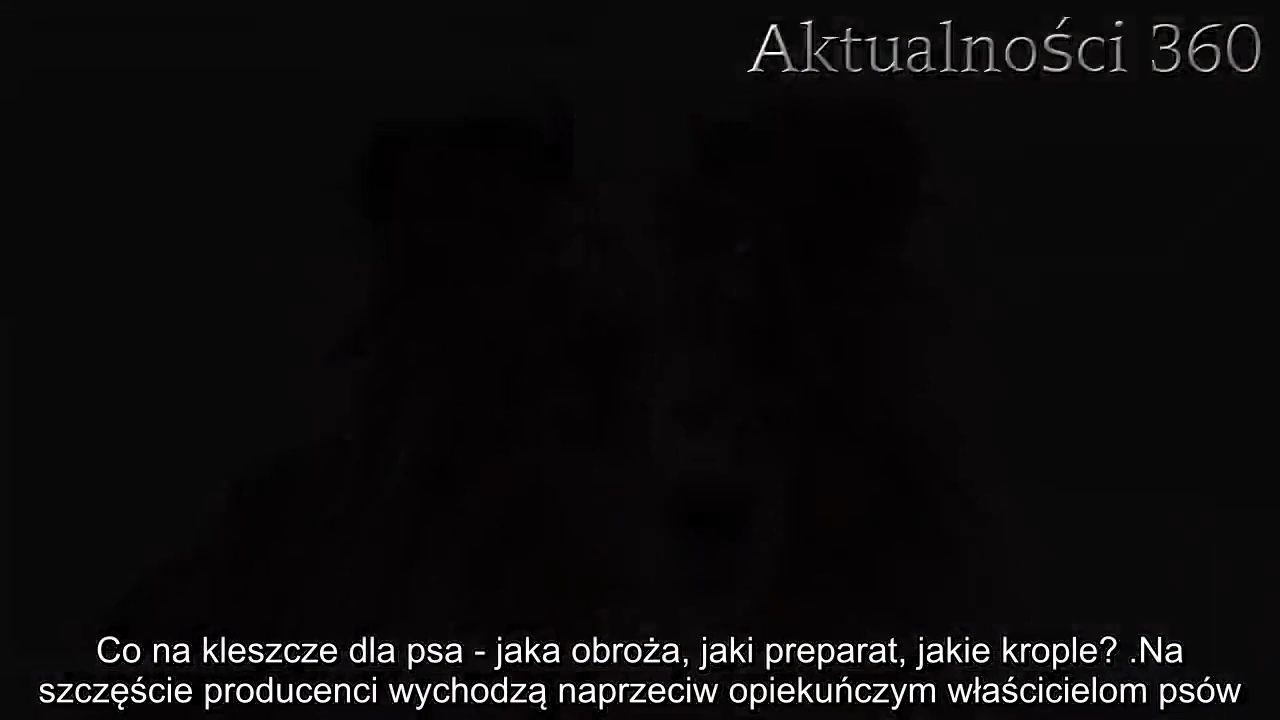 Aktualności 360
Co na kleszcze dla psa - jaka obroża, jaki preparat, jakie krople? .Na
szczęście producenci wychodzą naprzeciw opiekuńczym właścicielom psów